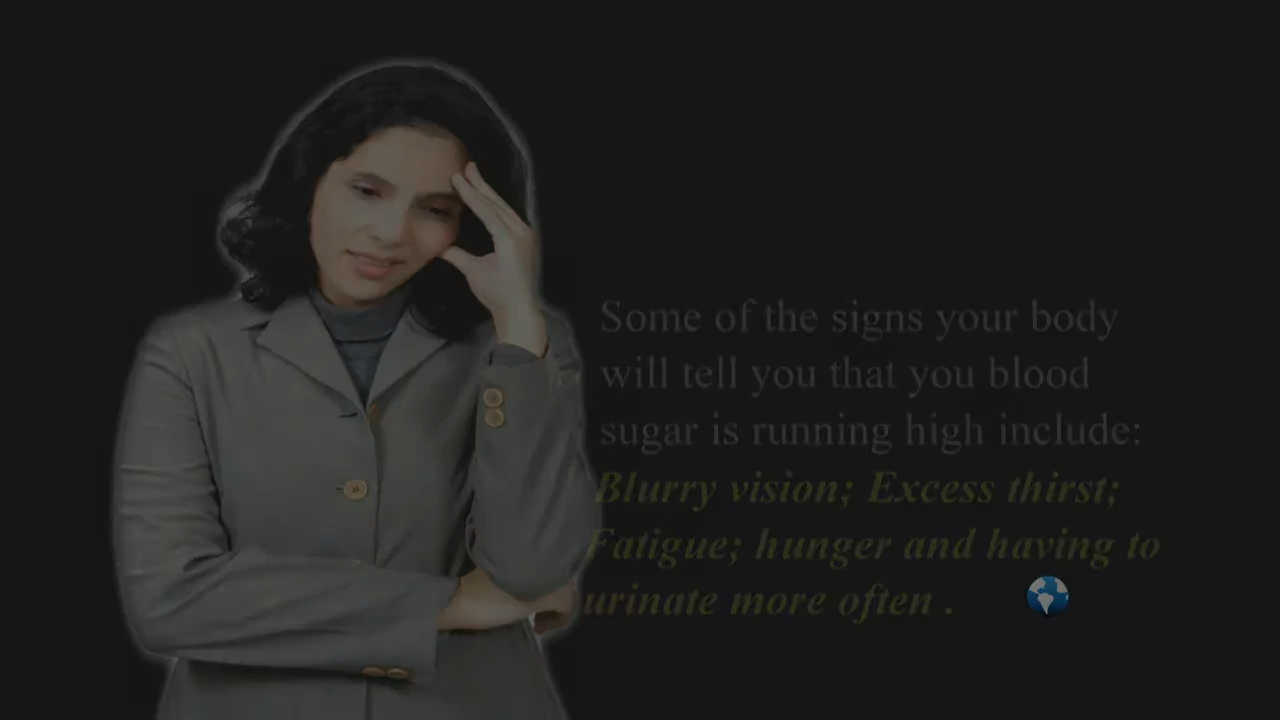 Some of the signs your body
will tell you that you blood
sugar is running high include:
Blurry vision; Excess thirst;
Fatigue; hunger and having to
urinate more often .